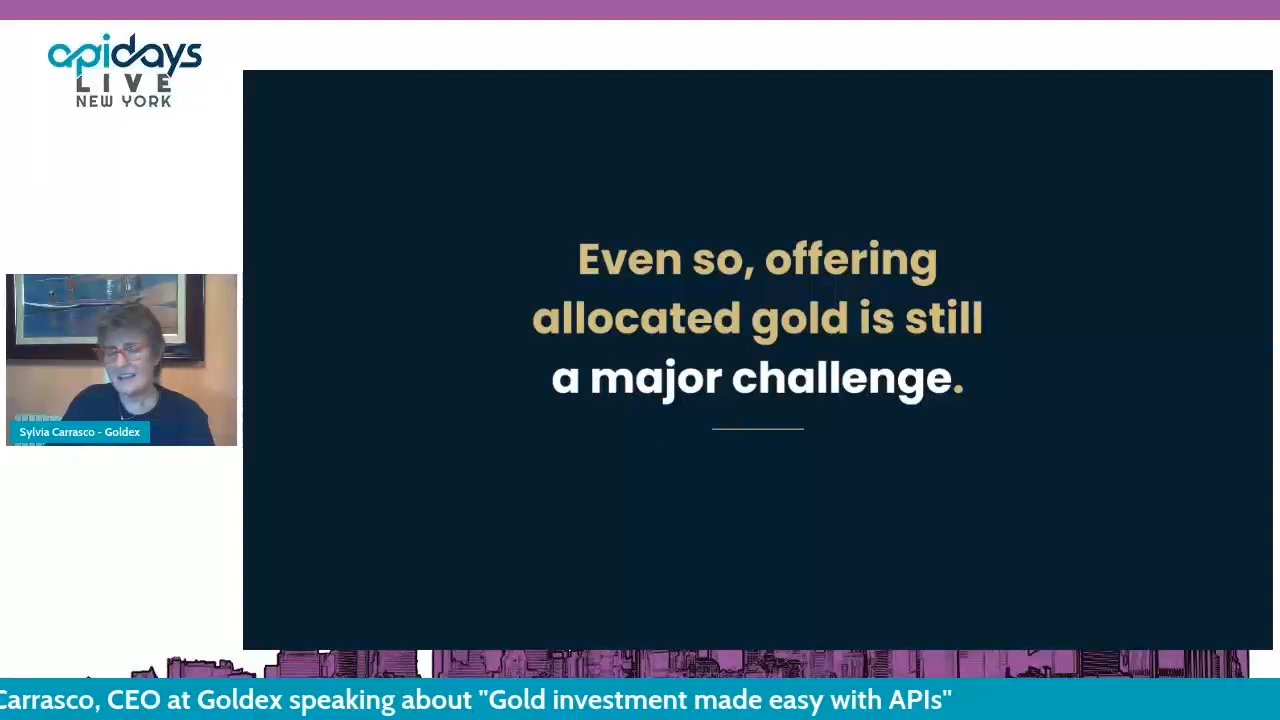 apidays
LIVE
NEW YORK
Even so, offering
allocated gold is still
a major challenge.
Sylvia Carrasco - Goldex
Carrasco, CEO at Goldex speaking about "Gold investment made easy with APIs"